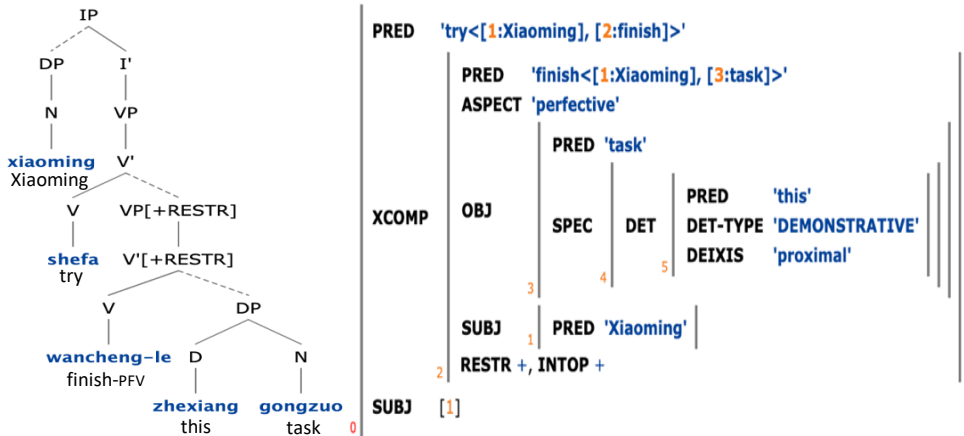 IP
DP I'
N VP
xiaoming V'
Xiaoming
V VP[+RESTR]
shefa V'[+RESTR]
try
V DP
wancheng-le D N
finish-PFV
zhexiang gongzuo
this task
PRED 'try<[1:Xiaoming], [2:finish]>'
PRED 'finish<[1:Xiaoming], [3:task]>'
ASPECT 'perfective'
PRED 'task'
PRED 'this'
XCOMP OBJ SPEC DET DET-TYPE 'DEMONSTRATIVE'
DEIXIS 'proximal'
5
4
3
SUBJ 1 PRED 'Xiaoming'
2 RESTR +, INTOP +
0 SUBJ [1]